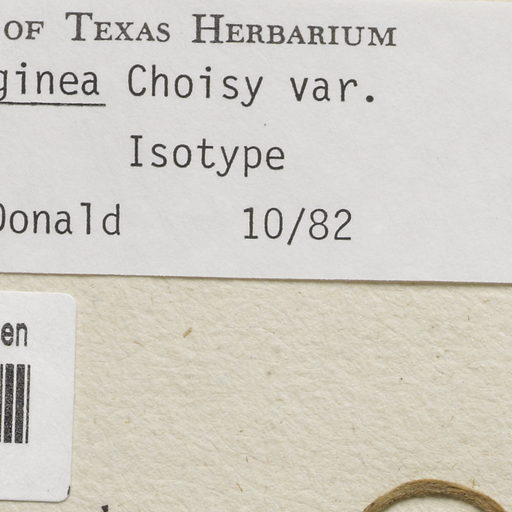 OF TEXAS HERBARIUM
ginea Choisy var.
Isotype
Donald 10/82
en